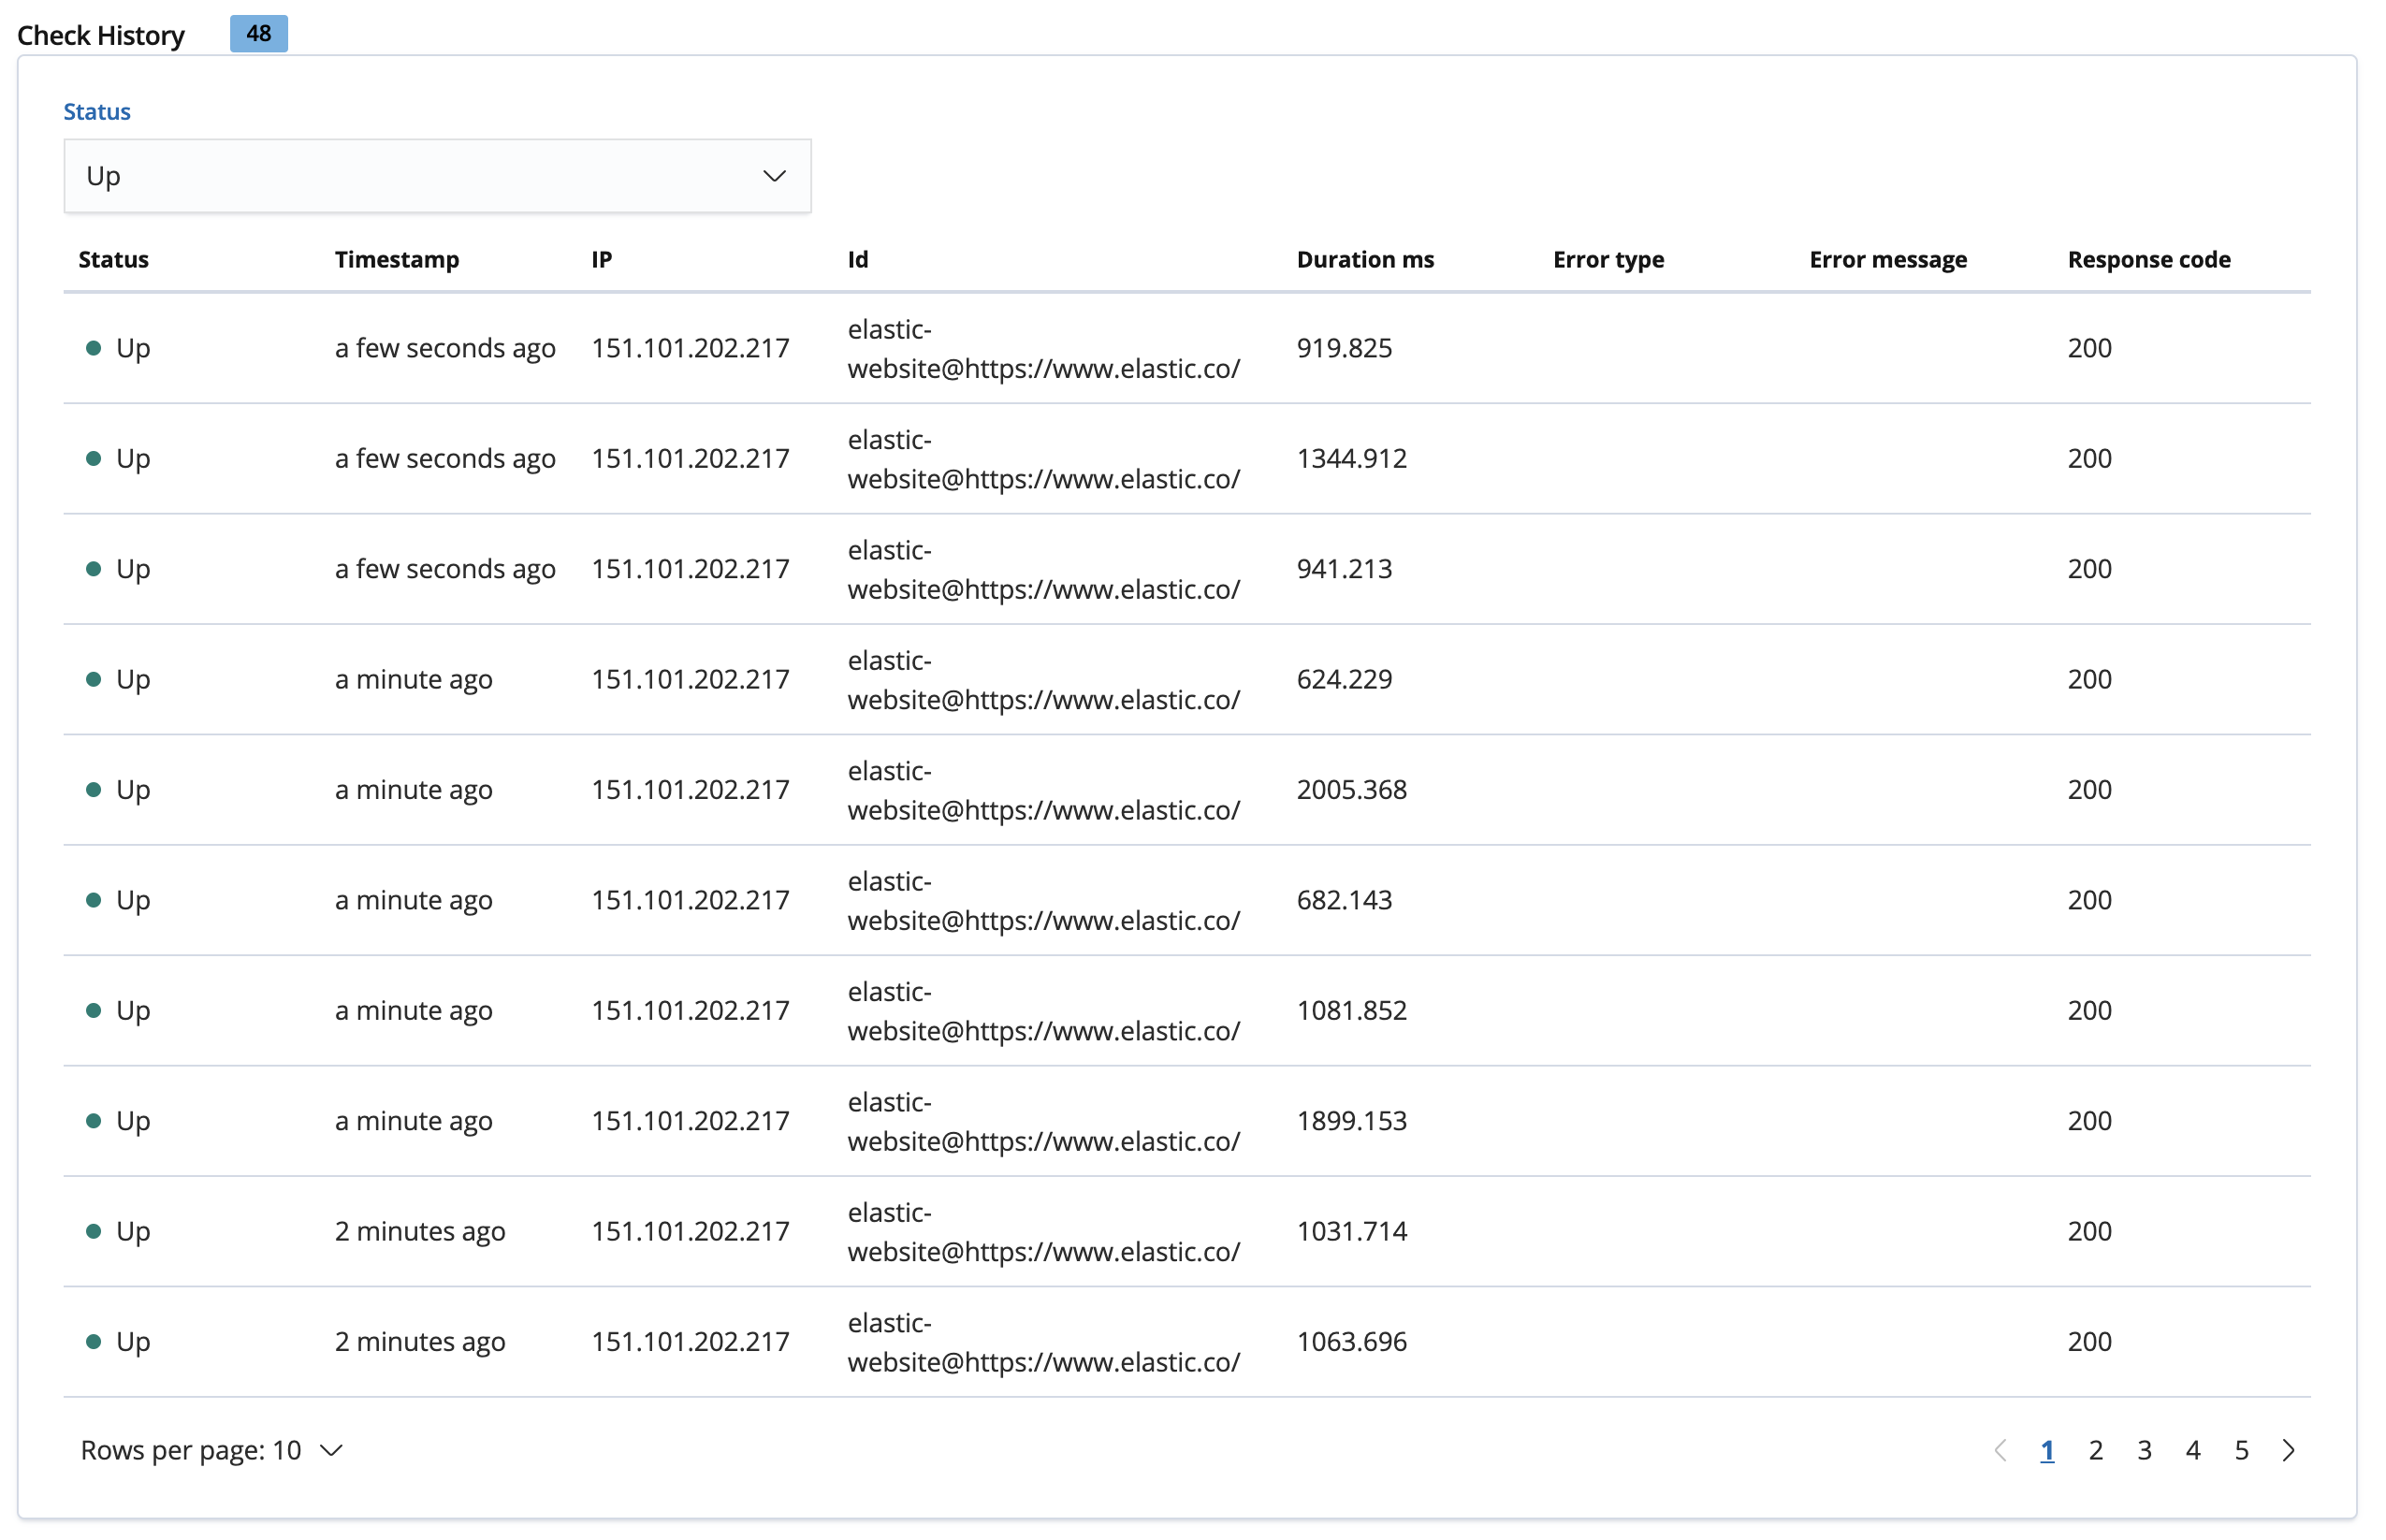 Check History 48
Status
Up
Status Timestamp IP Id Duration ms Error type Error message Response code
Up a few seconds ago 151.101.202.217 elastic-
website@https://www.elastic.co/ 919.825 200
Up a few seconds ago 151.101.202.217 elastic-
website@https://www.elastic.co/ 1344.912 200
Up a few seconds ago 151.101.202.217 elastic-
website@https://www.elastic.co/ 941.213 200
Up a minute ago 151.101.202.217 elastic-
website@https://www.elastic.co/ 624.229 200
Up a minute ago 151.101.202.217 elastic-
website@https://www.elastic.co/ 2005.368 200
Up a minute ago 151.101.202.217 elastic-
website@https://www.elastic.co/ 682.143 200
Up a minute ago 151.101.202.217 elastic-
website@https://www.elastic.co/ 1081.852 200
Up a minute ago 151.101.202.217 elastic-
website@https://www.elastic.co/ 1899.153 200
Up 2 minutes ago 151.101.202.217 elastic-
website@https://www.elastic.co/ 1031.714 200
Up 2 minutes ago 151.101.202.217 elastic-
website@https://www.elastic.co/ 1063.696 200
Rows per page: 10 1 2 3 4 5